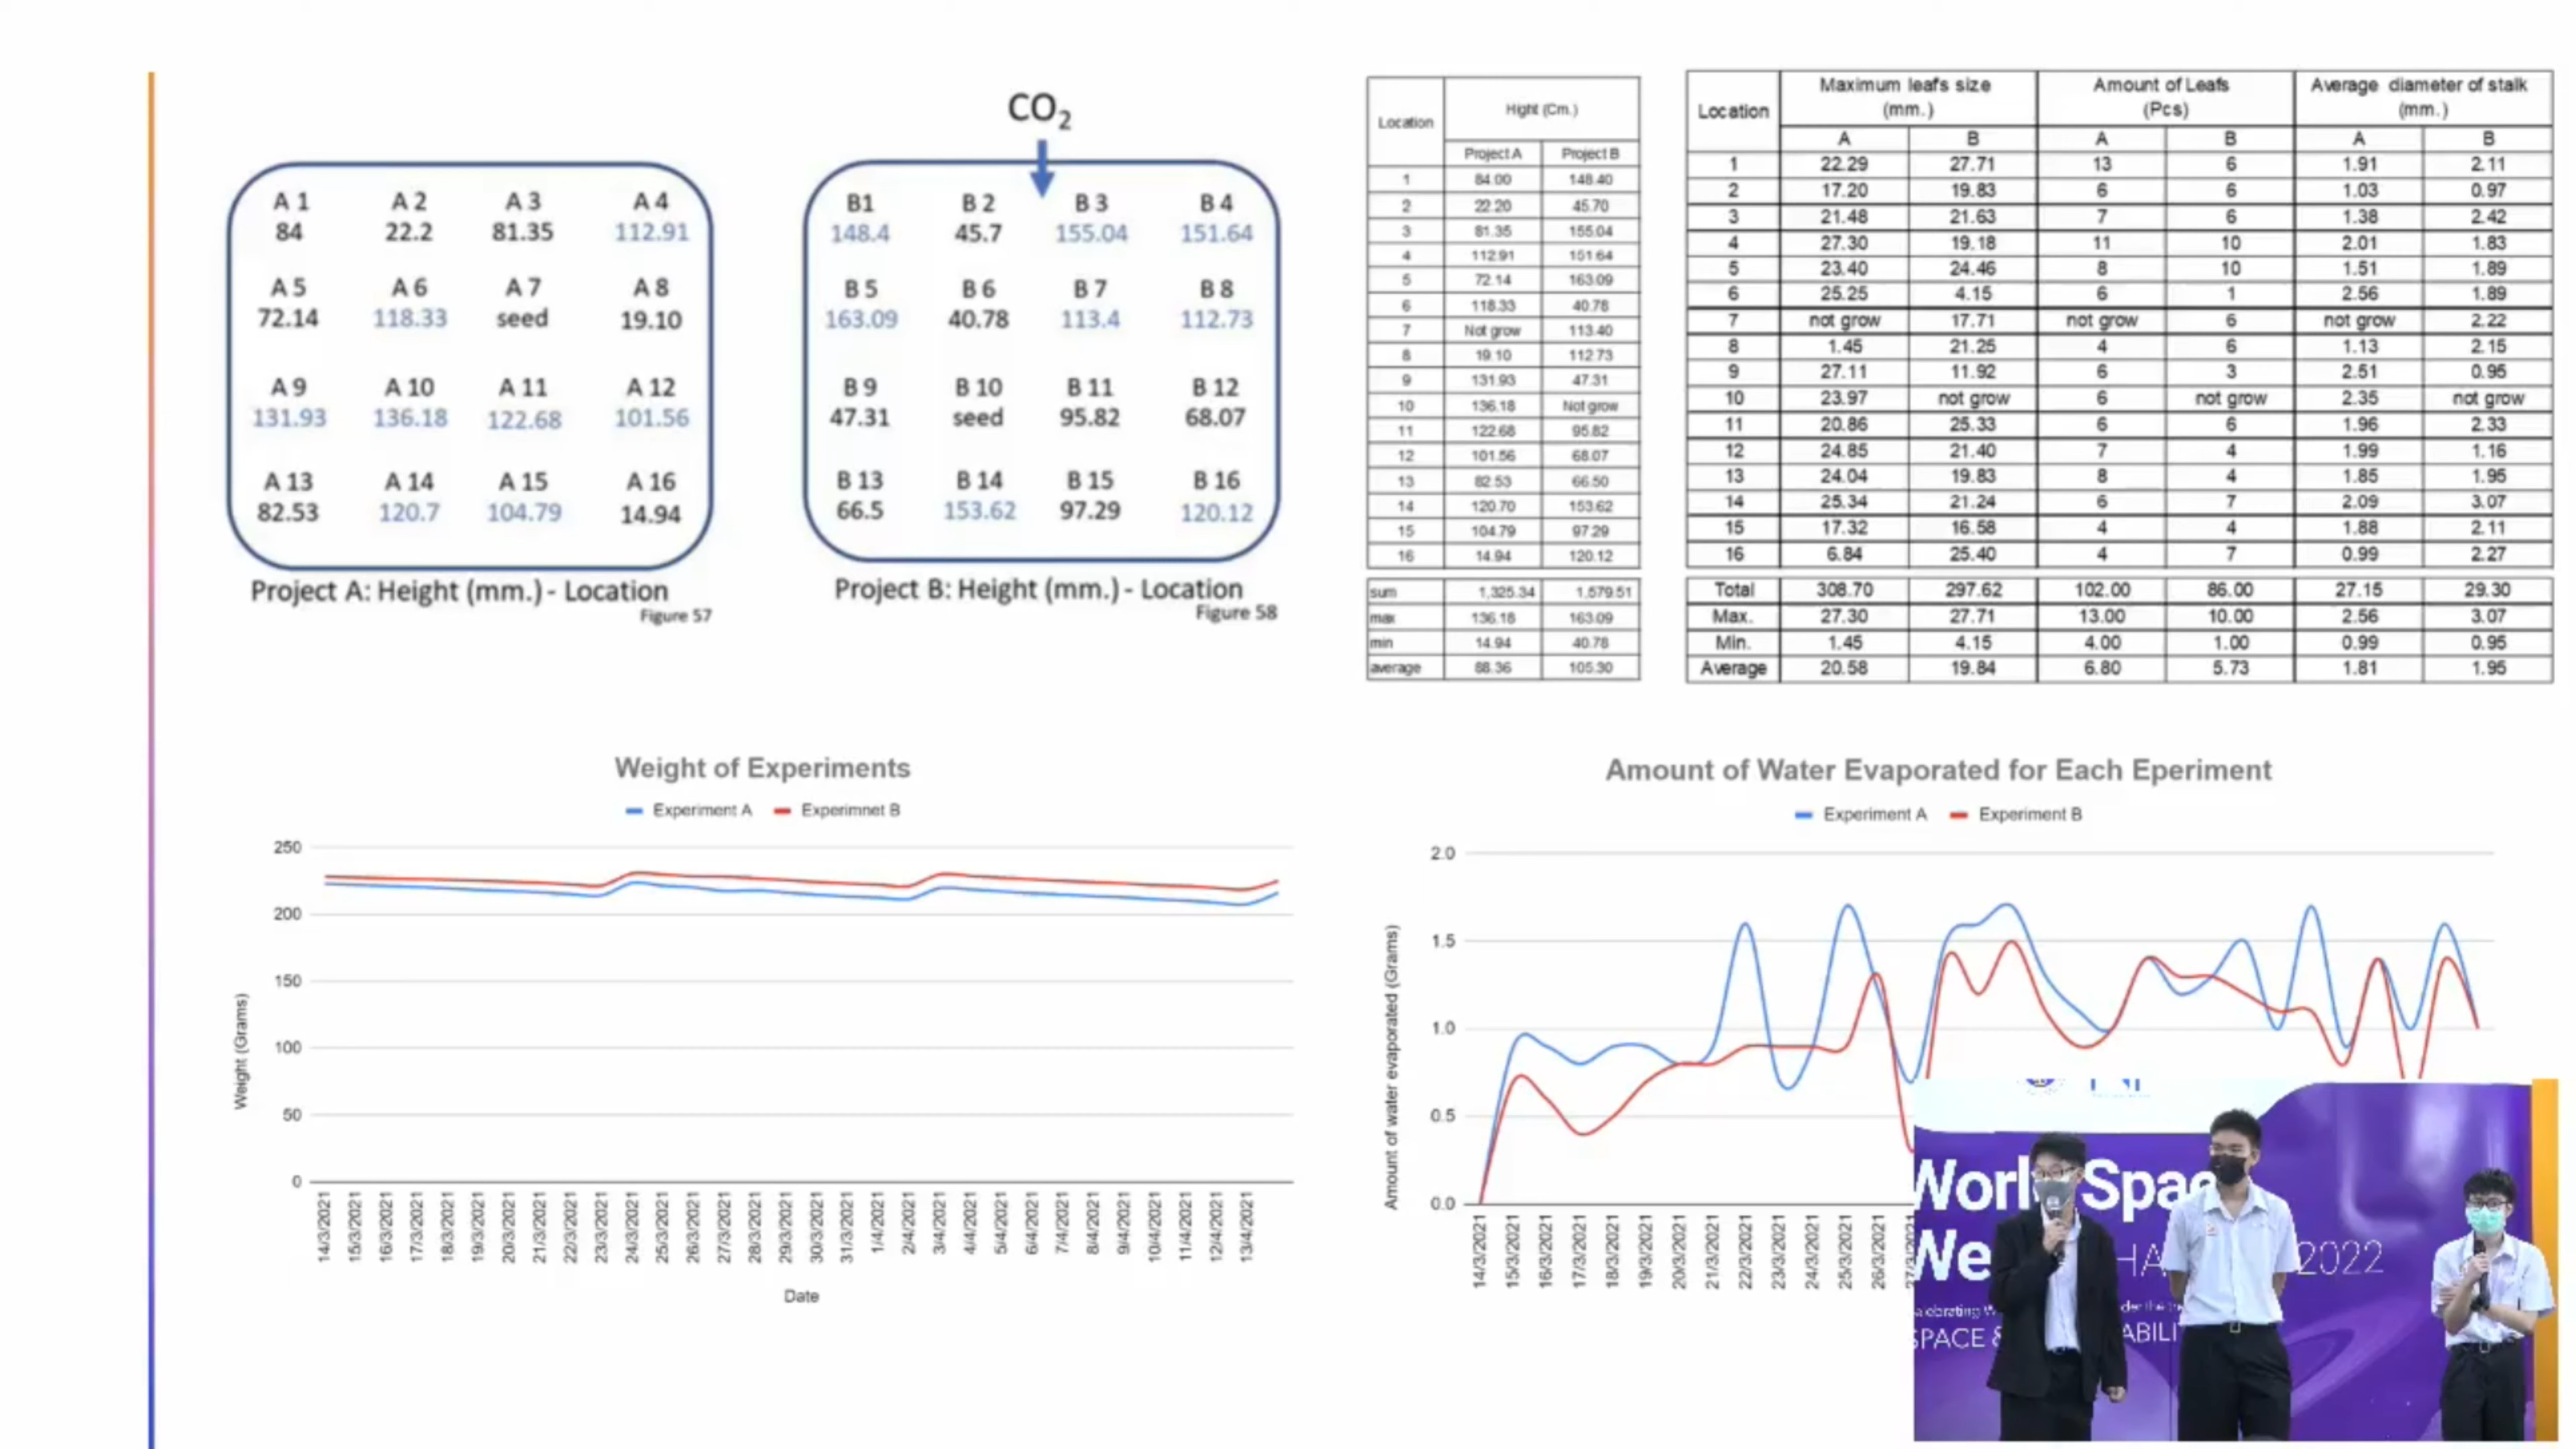 CO₂
A 1 A 2 A 3 A 4
84 22.2 81.35 112.91
A 5 A 6 A 7 A 8
72.14 118.33 seed 19.10
A 9 A 10 A 11 A 12
131.93 136.18 122.68 101.56
A 13 A 14 A 15 A 16
82.53 120.7 104.79 14.94
Project A: Height (mm.) - Location
Figure 57
B1 B 2 B 3 B 4
148.4 45.7 155.04 151.64
B 5 B 6 B 7 B 8
163.09 40.78 113.4 112.73
B 9 B 10 B 11 B 12
47.31 seed 95.82 68.07
B 13 B 14 B 15 B 16
66.5 153.62 97.29 120.12
Project B: Height (mm.) - Location
Figure 58
Location Hight (Cm.)
Project A Project B
1 84.00 148.40
2 22.20 45.70
3 81.35 155.04
4 112.91 151.64
5 72.14 163.09
6 118.33 40.78
7 Not grow 113.40
8 19.10 112.73
9 131.93 47.31
10 136.18 Not grow
11 122.68 95.82
12 101.56 68.07
13 82.53 66.50
14 120.70 153.62
15 104.79 97.29
16 14.94 120.12
sum 1,325.34 1,579.51
max 136.18 163.09
min 14.94 40.78
average 88.36 105.30
Location Maximum leafs size (mm.) Amount of Leafs (Pcs) Average diameter of stalk (mm.)
A B A B A B
1 22.29 27.71 13 6 1.91 2.11
2 17.20 19.83 6 6 1.03 0.97
3 21.48 21.63 7 6 1.38 2.42
4 27.30 19.18 11 10 2.01 1.83
5 23.40 24.46 8 10 1.51 1.89
6 25.25 4.15 6 1 2.56 1.89
7 not grow 17.71 not grow 6 not grow 2.22
8 1.45 21.25 4 6 1.13 2.15
9 27.11 11.92 6 3 2.51 0.95
10 23.97 not grow 6 not grow 2.35 not grow
11 20.86 25.33 6 6 1.96 2.33
12 24.85 21.40 7 4 1.99 1.16
13 24.04 19.83 8 4 1.85 1.95
14 25.34 21.24 6 7 2.09 3.07
15 17.32 16.58 4 4 1.88 2.11
16 6.84 25.40 4 7 0.99 2.27
Total 308.70 297.62 102.00 86.00 27.15 29.30
Max. 27.30 27.71 13.00 10.00 2.56 3.07
Min. 1.45 4.15 4.00 1.00 0.99 0.95
Average 20.58 19.84 6.80 5.73 1.81 1.95
Weight of Experiments
Experiment A Experimnet B
Weight (Grams)
250
200
150
100
50
0
14/3/2021 15/3/2021 16/3/2021 17/3/2021 18/3/2021 19/3/2021 20/3/2021 21/3/2021 22/3/2021 23/3/2021 24/3/2021 25/3/2021 26/3/2021 27/3/2021 28/3/2021 29/3/2021 30/3/2021 31/3/2021 1/4/2021 2/4/2021 3/4/2021 4/4/2021 5/4/2021 6/4/2021 7/4/2021 8/4/2021 9/4/2021 10/4/2021 11/4/2021 12/4/2021 13/4/2021
Date
Amount of Water Evaporated for Each Eperiment
Experiment A Experiment B
Amount of water evaporated (Grams)
2.0
1.5
1.0
0.5
0.0
14/3/2021 15/3/2021 16/3/2021 17/3/2021 18/3/2021 19/3/2021 20/3/2021 21/3/2021 22/3/2021 23/3/2021 24/3/2021 25/3/2021 26/3/2021 27/3/2021
Worl Spa
We HA 2022
SPACE & ABILI